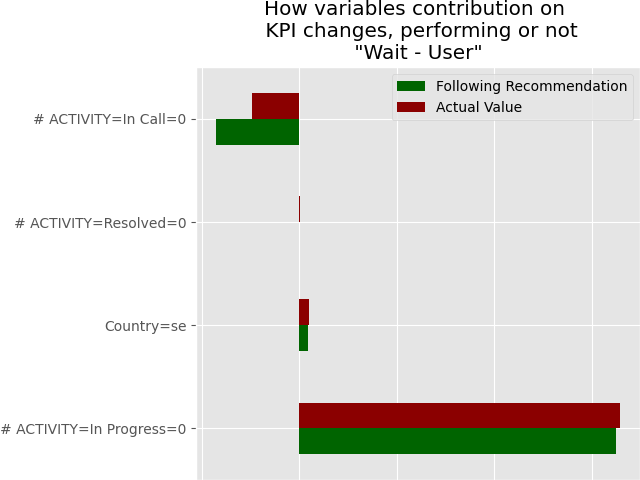 How variables contribution on
KPI changes, performing or not
"Wait - User"
Following Recommendation
Actual Value
# ACTIVITY=In Call=0
# ACTIVITY=Resolved=0
Country=se
# ACTIVITY=In Progress=0